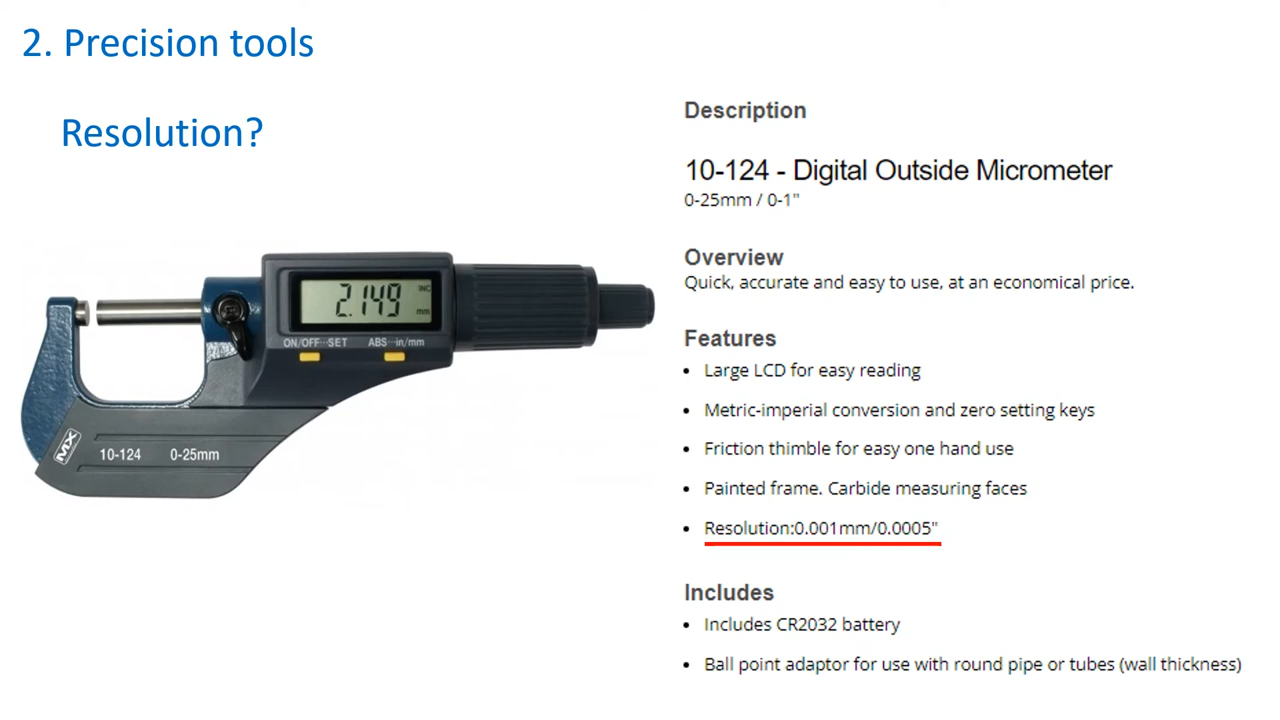 2. Precision tools
Resolution?
2.149
INC
mm
ON/OFF···SET
ABS···in/mm
MX
10-124
0-25mm
Description
10-124 - Digital Outside Micrometer
0-25mm / 0-1"
Overview
Quick, accurate and easy to use, at an economical price.
Features
• Large LCD for easy reading
• Metric-imperial conversion and zero setting keys
• Friction thimble for easy one hand use
• Painted frame. Carbide measuring faces
• Resolution:0.001mm/0.0005"
Includes
• Includes CR2032 battery
• Ball point adaptor for use with round pipe or tubes (wall thickness)